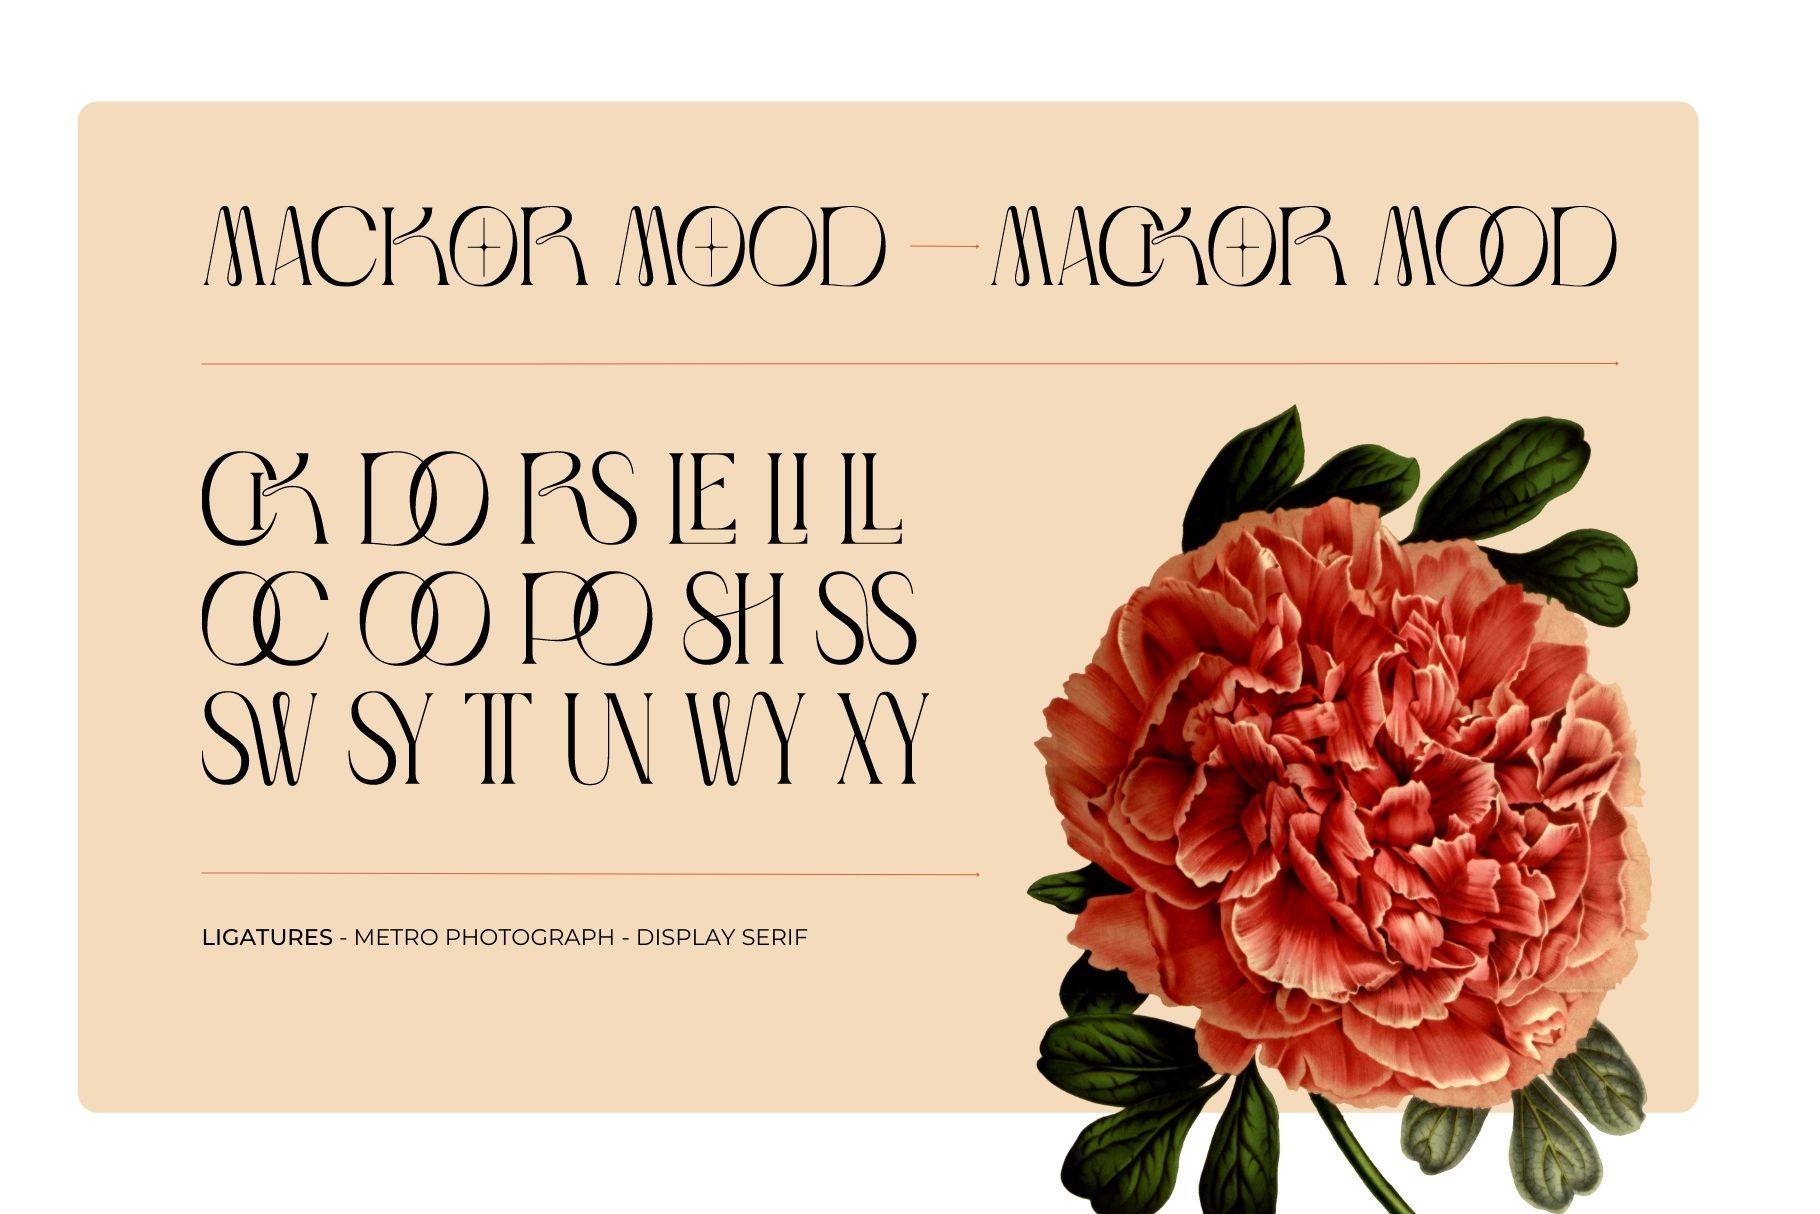 MACKOR MOOD MACKOR MOOD
CK DO RS LE LI LL
OC OO PO SH SS
SW SY TT UN WY XY
LIGATURES - METRO PHOTOGRAPH - DISPLAY SERIF